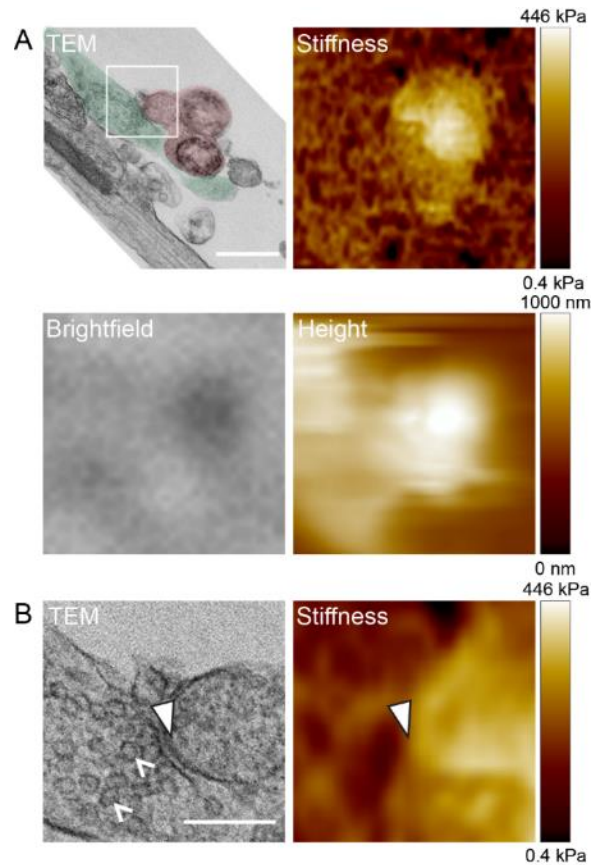 A
TEM
Stiffness
446 kPa
0.4 kPa
Brightfield
Height
1000 nm
0 nm
B
TEM
Stiffness
446 kPa
0.4 kPa